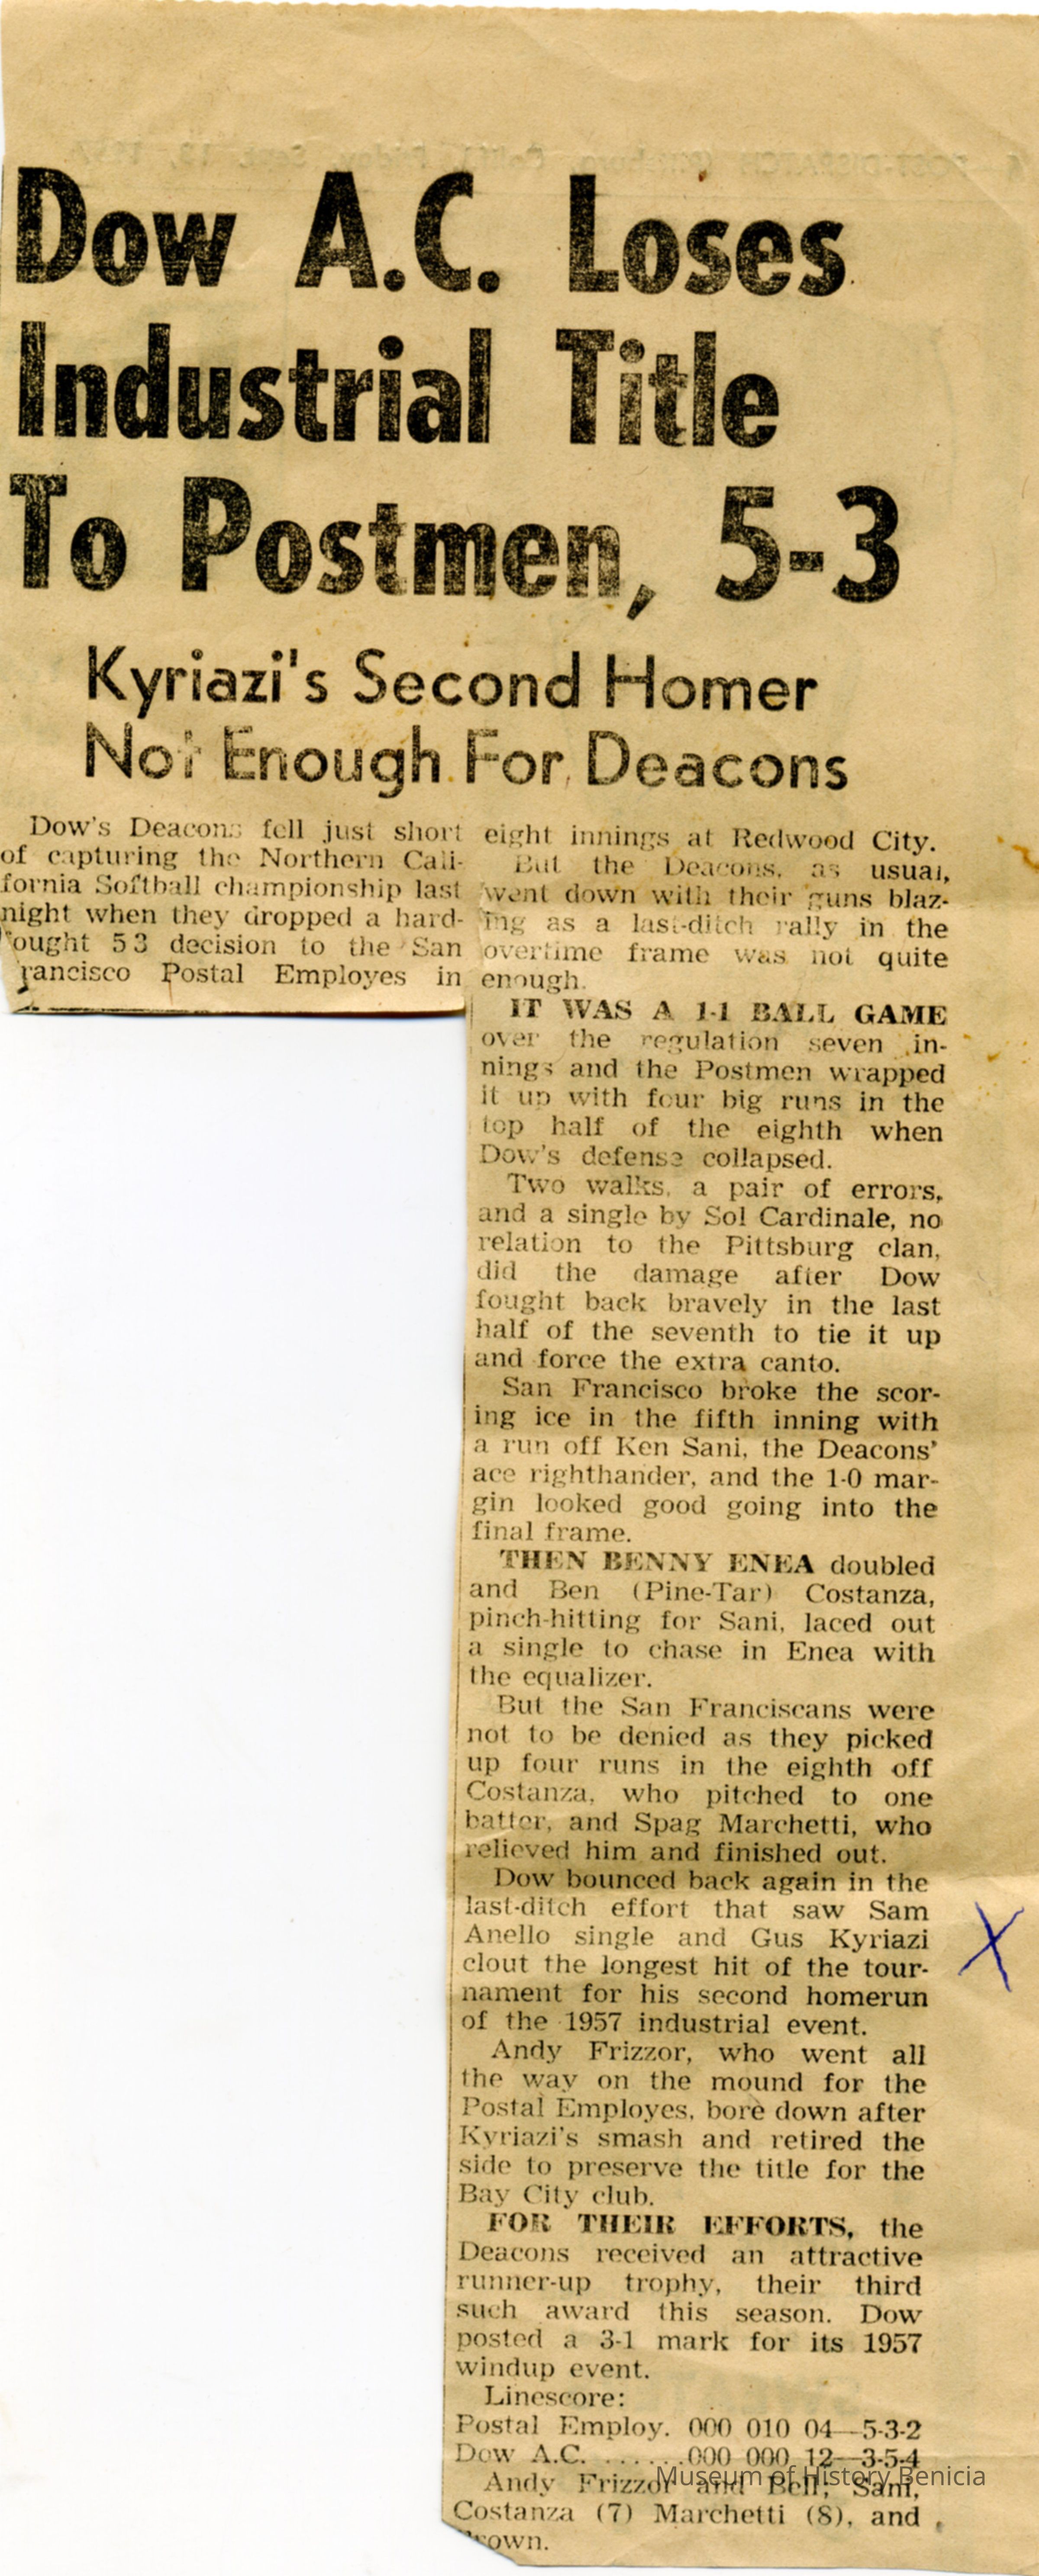 Dow A.C. Loses
Industrial Title
To Postmen, 5-3
Kyriazi's Second Homer
Not Enough For Deacons
Dow's Deacons fell just short
of capturing the Northern Cali-
fornia Softball championship last
night when they dropped a hard-
fought 5 3 decision to the San
rancisco Postal Employes in
eight innings at Redwood City.
But the Deacons, as usual,
went down with their guns blaz-
ing as a last-ditch rally in the
overtime frame was not quite
enough.
IT WAS A 1-1 BALL GAME
over the regulation seven in-
nings and the Postmen wrapped
it up with four big runs in the
top half of the eighth when
Dow's defense collapsed.
Two walks, a pair of errors,
and a single by Sol Cardinale, no
relation to the Pittsburg clan,
did the damage after Dow
fought back bravely in the last
half of the seventh to tie it up
and force the extra canto.
San Francisco broke the scor-
ing ice in the fifth inning with
a run off Ken Sani, the Deacons'
ace righthander, and the 1-0 mar-
gin looked good going into the
final frame.
THEN BENNY ENEA doubled
and Ben (Pine-Tar) Costanza,
pinch-hitting for Sani, laced out
a single to chase in Enea with
the equalizer.
But the San Franciscans were
not to be denied as they picked
up four runs in the eighth off
Costanza, who pitched to one
batter, and Spag Marchetti, who
relieved him and finished out.
Dow bounced back again in the
last-ditch effort that saw Sam
Anello single and Gus Kyriazi
clout the longest hit of the tour-
nament for his second homerun
of the 1957 industrial event.
X
Andy Frizzor, who went all
the way on the mound for the
Postal Employes, bore down after
Kyriazi's smash and retired the
side to preserve the title for the
Bay City club.
FOR THEIR EFFORTS, the
Deacons received an attractive
runner-up trophy, their third
such award this season. Dow
posted a 3-1 mark for its 1957
windup event.
Linescore:
Postal Employ. 000 010 04—5-3-2
Dow A.C. ......000 000 12—3-5-4
Andy Frizzor and Bell; Sani,
Costanza (7) Marchetti (8), and
rown.
Museum of History Benicia